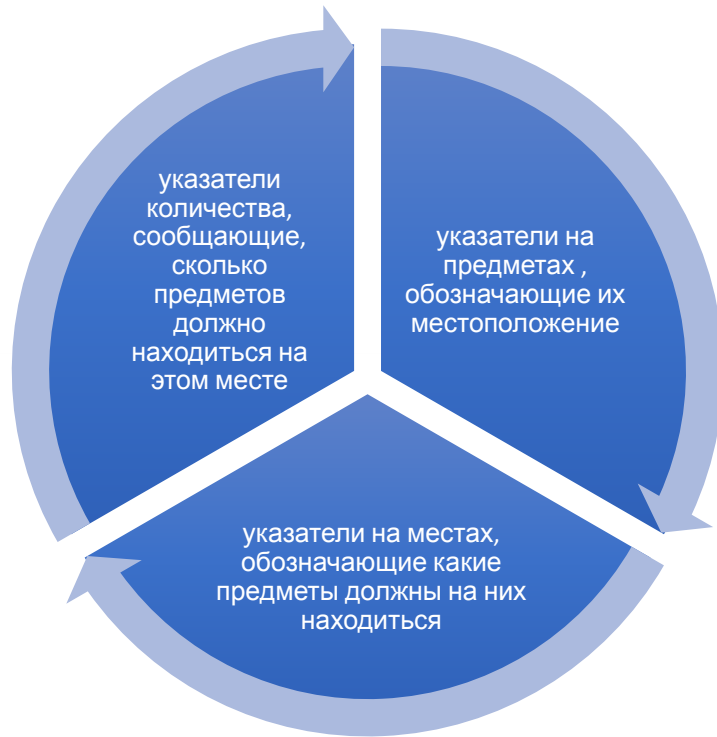 указатели
количества,
сообщающие,
сколько
предметов
должно
находиться на
этом месте
указатели на
предметах ,
обозначающие их
местоположение
указатели на местах,
обозначающие какие
предметы должны на них
находиться